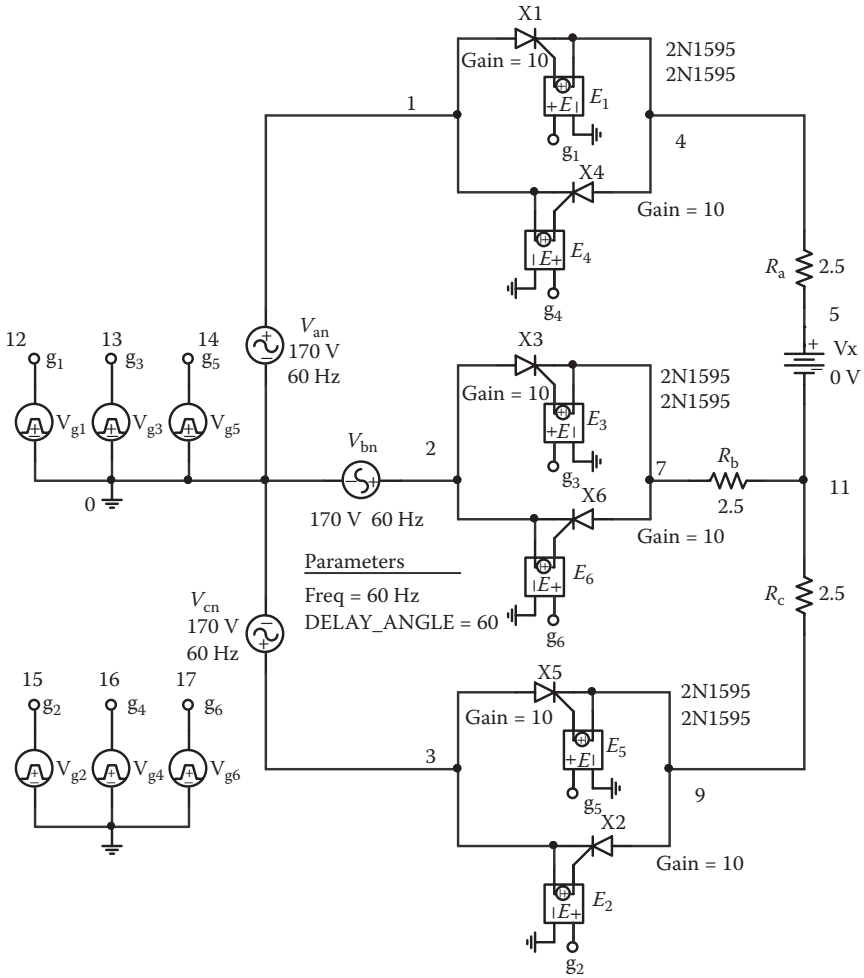 X1
Gain = 10
2N1595
2N1595
+E−
E1
g1
1
4
X4
Gain = 10
−E+
E4
g4
Ra
2.5
5
Vx
0 V
12
13
14
g1
g3
g5
Vg1
Vg3
Vg5
Van
170 V
60 Hz
X3
Gain = 10
2N1595
2N1595
+E−
E3
g3
Vbn
2
7
Rb
2.5
11
0
170 V 60 Hz
X6
Gain = 10
−E+
E6
g6
Parameters
Freq = 60 Hz
DELAY_ANGLE = 60
Vcn
170 V
60 Hz
Rc
2.5
15
16
17
g2
g4
g6
Vg2
Vg4
Vg6
X5
Gain = 10
2N1595
2N1595
+E−
E5
g5
3
9
X2
Gain = 10
−E+
E2
g2